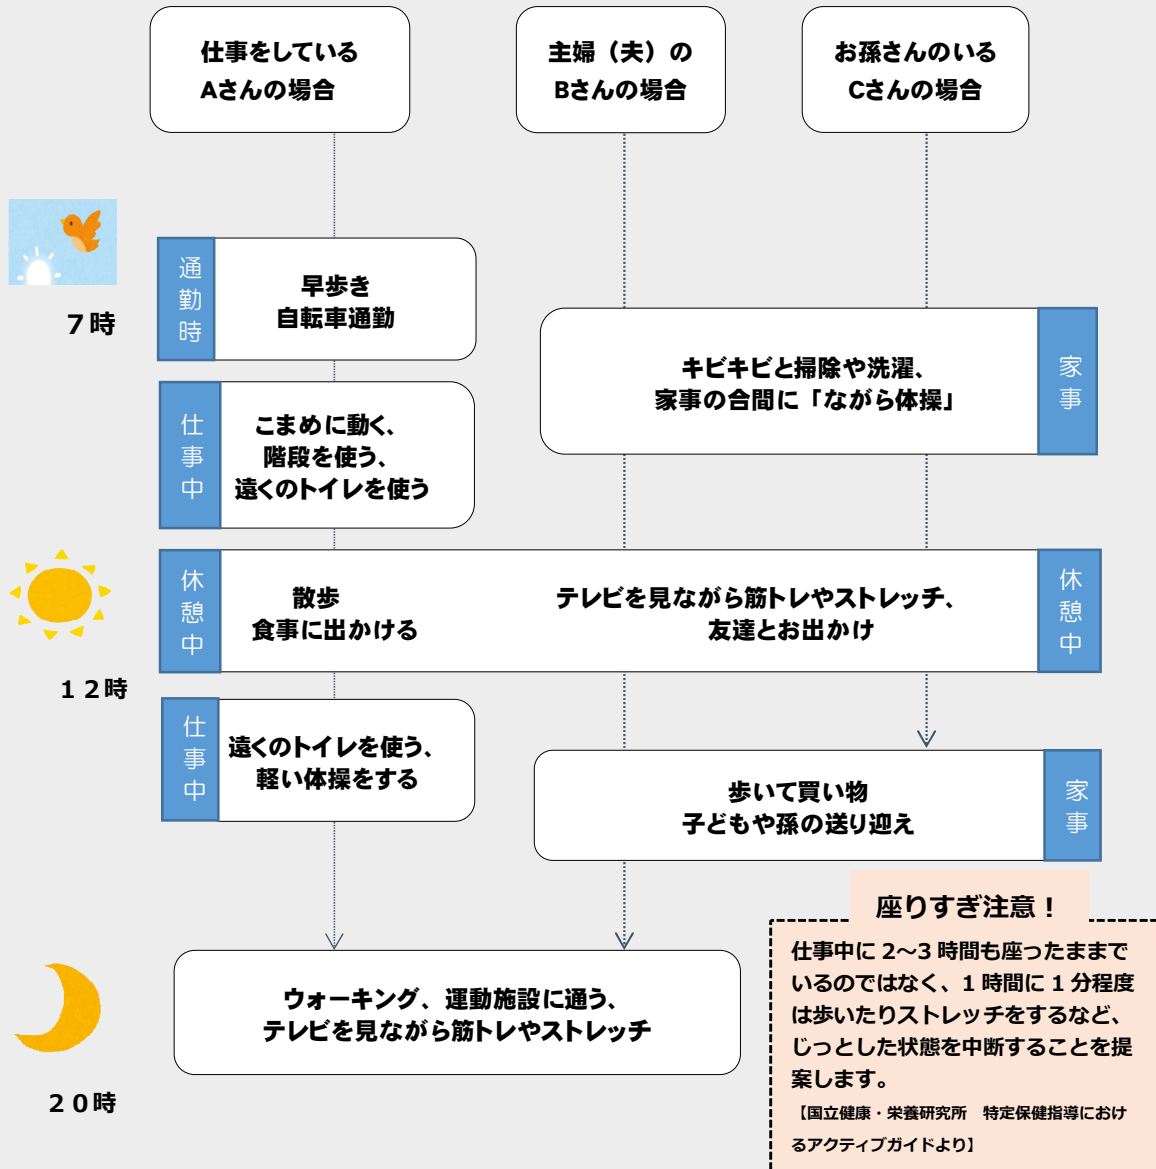 仕事をしている
Aさんの場合
主婦（夫）の
Bさんの場合
お孫さんのいる
Cさんの場合
7時
通勤時
早歩き
自転車通勤
キビキビと掃除や洗濯、
家事の合間に「ながら体操」
家事
仕事中
こまめに動く、
階段を使う、
遠くのトイレを使う
12時
休憩中
散歩
食事に出かける
テレビを見ながら筋トレやストレッチ、
友達とお出かけ
休憩中
仕事中
遠くのトイレを使う、
軽い体操をする
歩いて買い物
子どもや孫の送り迎え
家事
20時
ウォーキング、運動施設に通う、
テレビを見ながら筋トレやストレッチ
座りすぎ注意！
仕事中に 2～3 時間も座ったままで
いるのではなく、1 時間に 1 分程度
は歩いたりストレッチをするなど、
じっとした状態を中断することを提
案します。
【国立健康・栄養研究所　特定保健指導におけ
るアクティブガイドより】